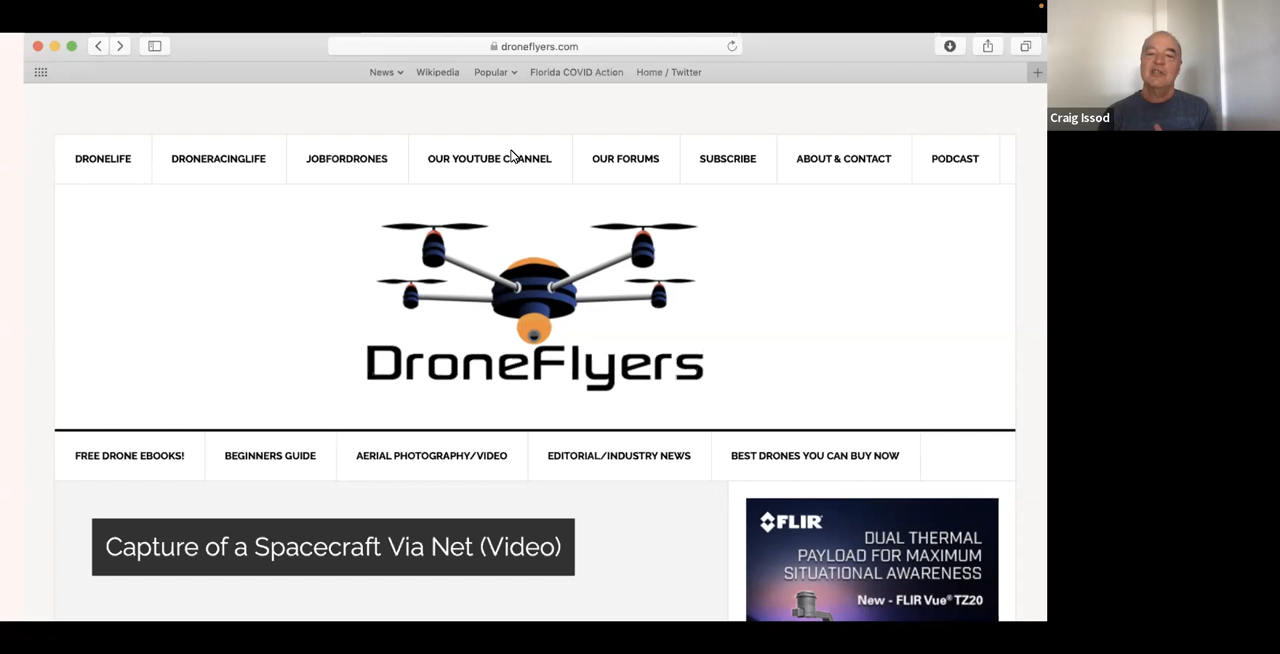 droneflyers.com
News
Wikipedia
Popular
Florida COVID Action
Home / Twitter
Craig Issod
DRONELIFE
DRONERACINGLIFE
JOBFORDRONES
OUR YOUTUBE CHANNEL
OUR FORUMS
SUBSCRIBE
ABOUT & CONTACT
PODCAST
DroneFlyers
FREE DRONE EBOOKS!
BEGINNERS GUIDE
AERIAL PHOTOGRAPHY/VIDEO
EDITORIAL/INDUSTRY NEWS
BEST DRONES YOU CAN BUY NOW
Capture of a Spacecraft Via Net (Video)
FLIR
DUAL THERMAL
PAYLOAD FOR MAXIMUM
SITUATIONAL AWARENESS
New - FLIR Vue® TZ20